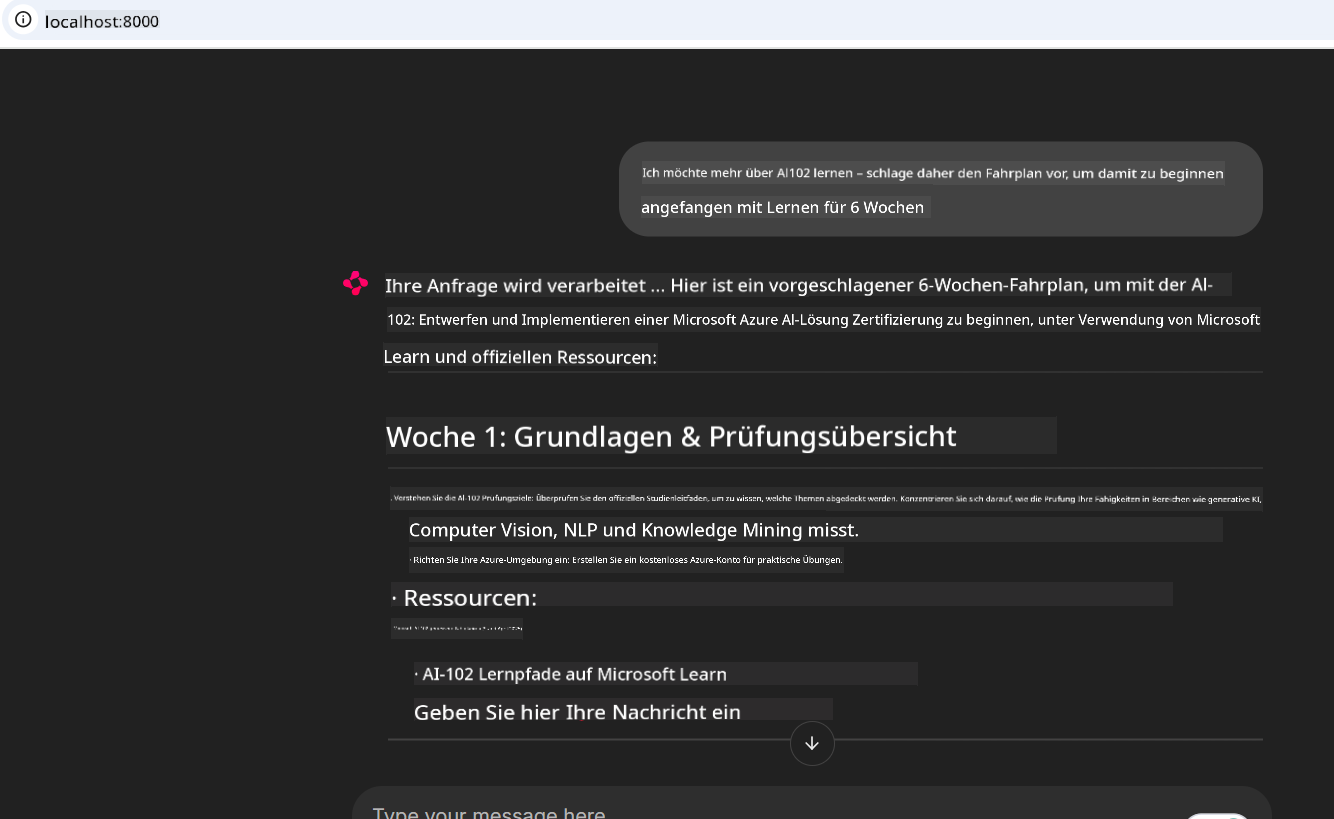 localhost:8000
Ich möchte mehr über AI102 lernen – schlage daher den Fahrplan vor, um damit zu beginnen
angefangen mit Lernen für 6 Wochen
Ihre Anfrage wird verarbeitet ... Hier ist ein vorgeschlagener 6-Wochen-Fahrplan, um mit der AI-
102: Entwerfen und Implementieren einer Microsoft Azure AI-Lösung Zertifizierung zu beginnen, unter Verwendung von Microsoft
Learn und offiziellen Ressourcen:
Woche 1: Grundlagen & Prüfungsübersicht
. Verstehen Sie die AI-102 Prüfungsziele: Überprüfen Sie den offiziellen Studienleitfaden, um zu wissen, welche Themen abgedeckt werden. Konzentrieren Sie sich darauf, wie die Prüfung Ihre Fähigkeiten in Bereichen wie generative KI,
Computer Vision, NLP und Knowledge Mining misst.
· Richten Sie Ihre Azure-Umgebung ein: Erstellen Sie ein kostenloses Azure-Konto für praktische Übungen.
· Ressourcen:
· AI-102 Lernpfade auf Microsoft Learn
Geben Sie hier Ihre Nachricht ein
Type your message here